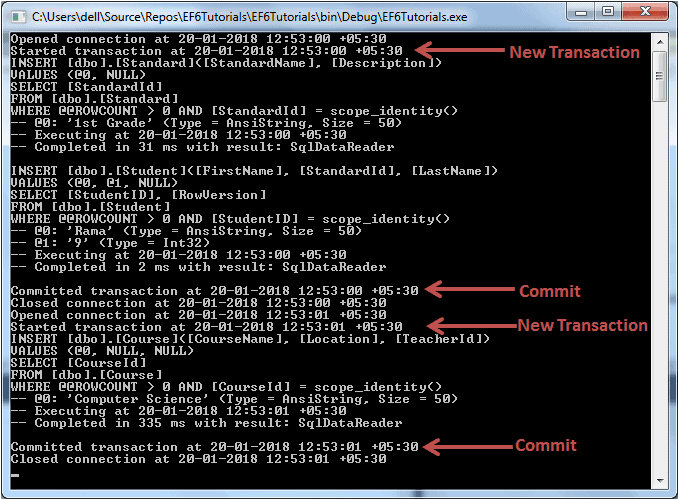 C:\Users\dell\Source\Repos\EF6Tutorials\EF6Tutorials\bin\Debug\EF6Tutorials.exe
Opened connection at 20-01-2018 12:53:00 +05:30
Started transaction at 20-01-2018 12:53:00 +05:30 New Transaction
INSERT [dbo].[Standard]([StandardName], [Description])
VALUES (@0, NULL)
SELECT [StandardId]
FROM [dbo].[Standard]
WHERE @@ROWCOUNT > 0 AND [StandardId] = scope_identity()
-- @0: '1st Grade' (Type = AnsiString, Size = 50)
-- Executing at 20-01-2018 12:53:00 +05:30
-- Completed in 31 ms with result: SqlDataReader
INSERT [dbo].[Student]([FirstName], [StandardId], [LastName])
VALUES (@0, @1, NULL)
SELECT [StudentID], [RowVersion]
FROM [dbo].[Student]
WHERE @@ROWCOUNT > 0 AND [StudentID] = scope_identity()
-- @0: 'Rama' (Type = AnsiString, Size = 50)
-- @1: '9' (Type = Int32)
-- Executing at 20-01-2018 12:53:00 +05:30
-- Completed in 2 ms with result: SqlDataReader
Committed transaction at 20-01-2018 12:53:00 +05:30 Commit
Closed connection at 20-01-2018 12:53:00 +05:30
Opened connection at 20-01-2018 12:53:01 +05:30
Started transaction at 20-01-2018 12:53:01 +05:30 New Transaction
INSERT [dbo].[Course]([CourseName], [Location], [TeacherId])
VALUES (@0, NULL, NULL)
SELECT [CourseId]
FROM [dbo].[Course]
WHERE @@ROWCOUNT > 0 AND [CourseId] = scope_identity()
-- @0: 'Computer Science' (Type = AnsiString, Size = 50)
-- Executing at 20-01-2018 12:53:01 +05:30
-- Completed in 335 ms with result: SqlDataReader
Committed transaction at 20-01-2018 12:53:01 +05:30 Commit
Closed connection at 20-01-2018 12:53:01 +05:30